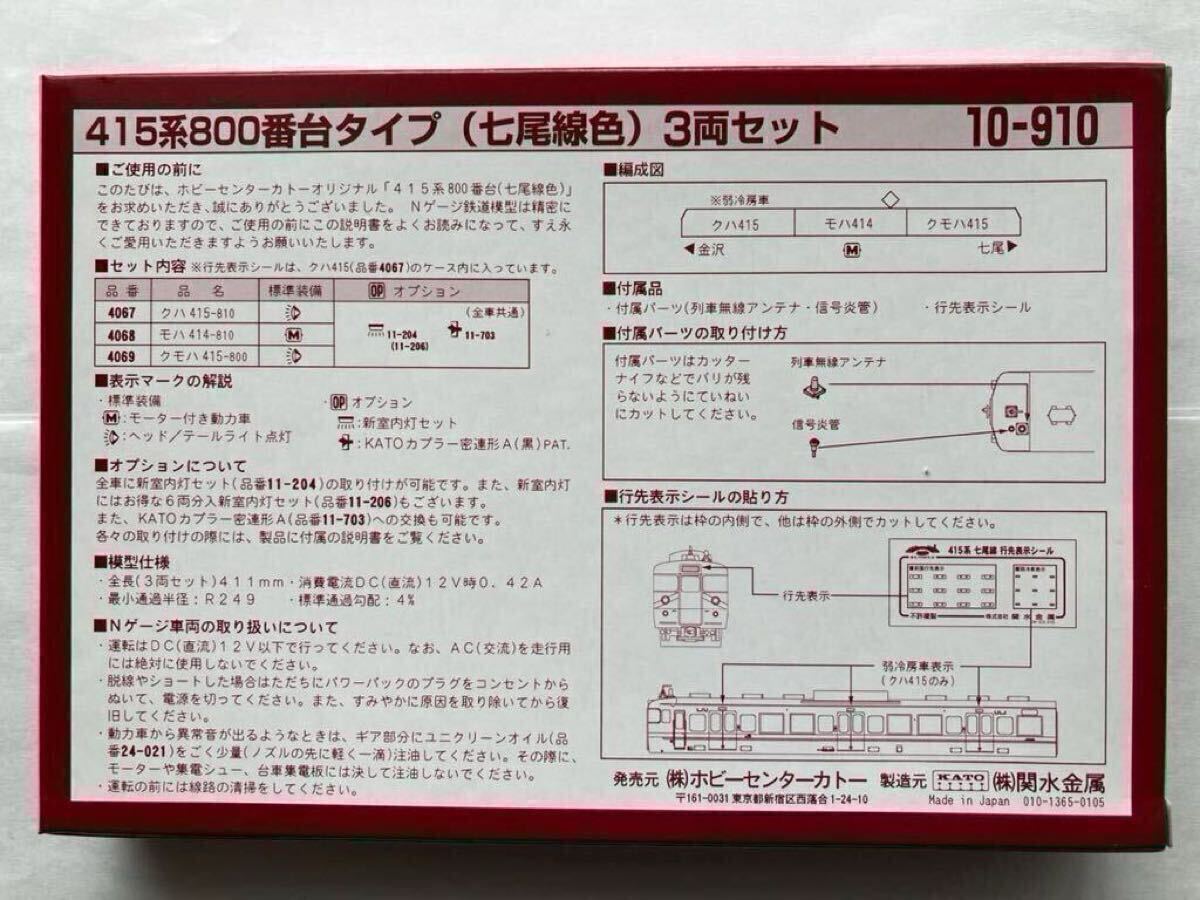 415系800番台タイプ（七尾線色）3両セット 10-910
■ご使用の前に
このたびは、ホビーセンターカトーオリジナル「４１５系800番台(七尾線色)」
をお求めいただき､誠にありがとうございました。 Ｎゲージ鉄道模型は精密に
できておりますので、ご使用の前にこの説明書をよくお読みになって、すえ永
くご愛用いただきますようお願いいたします。
■セット内容 ※行先表示シールは、クハ415(品番4067)のケース内に入っています。
品 番 品 名 標準装備 OP オプション
4067 クハ415-810
4068 モハ414-810 M
4069 クモハ415-800
(全車共通)
11-204
(11-206)
11-703
■表示マークの解説
・標準装備
M:モーター付き動力車
:ヘッド／テールライト点灯
・OPオプション
:新室内灯セット
:KATOカプラー密連形A(黒)PAT.
■オプションについて
全車に新室内灯セット(品番11-204)の取り付けが可能です。また、新室内灯
にはお得な６両分入新室内灯セット(品番11-206)もございます。
また、KATOカプラー密連形A(品番11-703)への交換も可能です。
各々の取り付けの際には、製品に付属の説明書をご覧ください。
■模型仕様
・全長(３両セット)４１１mm・消費電流DC(直流)１２V時０．４２A
・最小通過半径：R249 ・標準通過勾配：4％
■Ｎゲージ車両の取り扱いについて
・運転はDC(直流)１２V以下で行ってください。なお、AC(交流)を走行用
には絶対に使用しないでください。
・脱線やショートした場合はただちにパワーパックのプラグをコンセントから
ぬいて、電源を切ってください。また、すみやかに原因を取り除いてから復
旧してください。
・動力車から異常音が出るようなときは、ギア部分にユニクリーンオイル(品
番24-021)をごく少量(ノズルの先に軽く一滴)注油してください。その際に、
モーターや集電シュー、台車集電板には決して注油しないでください。
・運転の前には線路の清掃をしてください。
■編成図
※弱冷房車
クハ415 モハ414 クモハ415
◀金沢 M 七尾▶
■付属品
・付属パーツ(列車無線アンテナ・信号炎管) ・行先表示シール
■付属パーツの取り付け方
付属パーツはカッター
ナイフなどでバリが残
らないようにていねい
にカットしてください。
列車無線アンテナ
信号炎管
■行先表示シールの貼り方
＊行先表示は枠の内側で、他は枠の外側でカットしてください。
415系 七尾線 行先表示シール
不許複製 株式会社 関水金属
行先表示
弱冷房車表示
(クハ415のみ)
発売元 ㈱ホビーセンターカトー 製造元 KATO ㈱関水金属
〒161-0031 東京都新宿区西落合1-24-10 Made in Japan 010-1365-0105